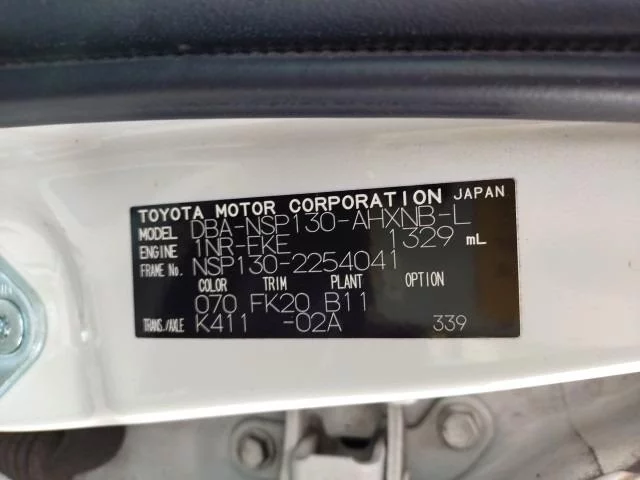 TOYOTA MOTOR CORPORATION JAPAN
MODEL DBA-NSP130-AHXNB-L
ENGINE 1NR-FKE 1329 mL
FRAME No. NSP130-2254041
COLOR TRIM PLANT OPTION
070 FK20 B11
TRANS./AXLE K411 -02A 339